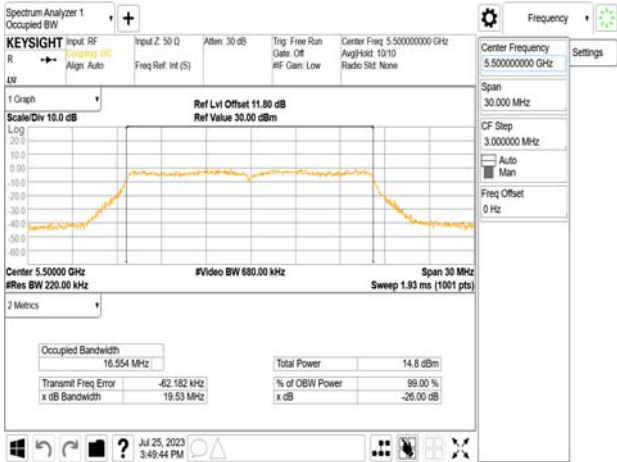 Spectrum Analyzer 1
Occupied BW
+
Frequency
KEYSIGHT
R
LVI
Input: RF
Coupling: DC
Align: Auto
Input Z: 50 Ω
Freq Ref: Int (S)
Atten: 30 dB
Trig: Free Run
Gate: Off
#IF Gain: Low
Center Freq: 5.500000000 GHz
Avg|Hold: 10/10
Radio Std: None
Center Frequency
5.500000000 GHz
Settings
Span
30.000 MHz
CF Step
3.000000 MHz
Auto
Man
Freq Offset
0 Hz
1 Graph
Scale/Div 10.0 dB
Ref Lvl Offset 11.80 dB
Ref Value 30.00 dBm
Log
20.0
10.0
0.00
-10.0
-20.0
-30.0
-40.0
-50.0
-60.0
Center 5.50000 GHz
#Res BW 220.00 kHz
#Video BW 680.00 kHz
Span 30 MHz
Sweep 1.93 ms (1001 pts)
2 Metrics
Occupied Bandwidth
16.554 MHz
Total Power 14.8 dBm
Transmit Freq Error -62.182 kHz
% of OBW Power 99.00 %
x dB Bandwidth 19.53 MHz
x dB -26.00 dB
?
Jul 25, 2023
3:49:44 PM